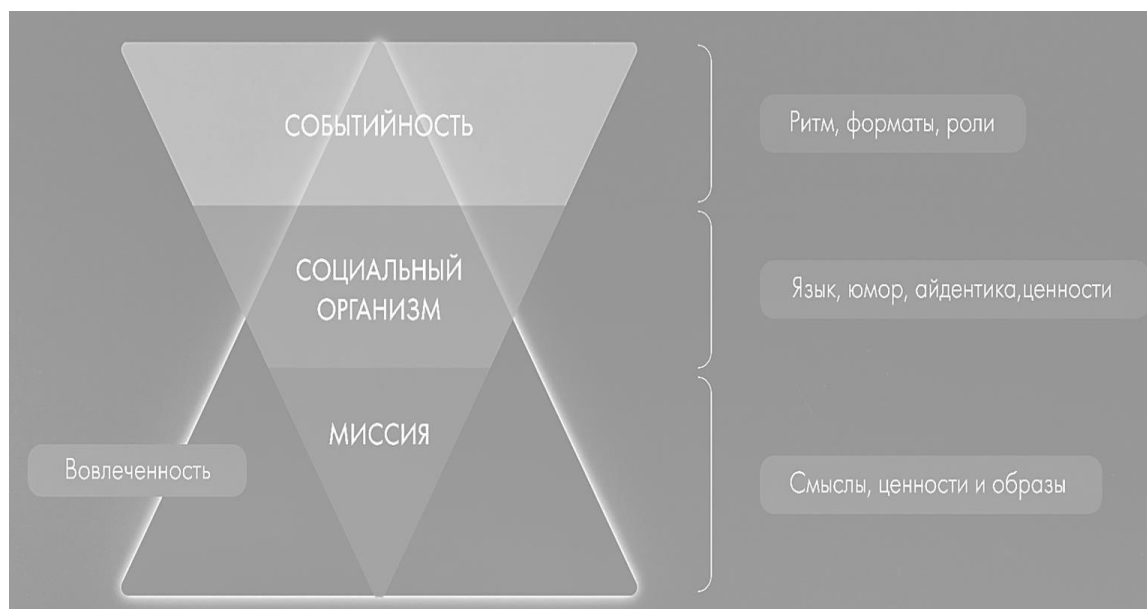 СОБЫТИЙНОСТЬ
Ритм, форматы, роли
СОЦИАЛЬНЫЙ
ОРГАНИЗМ
Язык, юмор, айдентика,ценности
МИССИЯ
Вовлеченность
Смыслы, ценности и образы